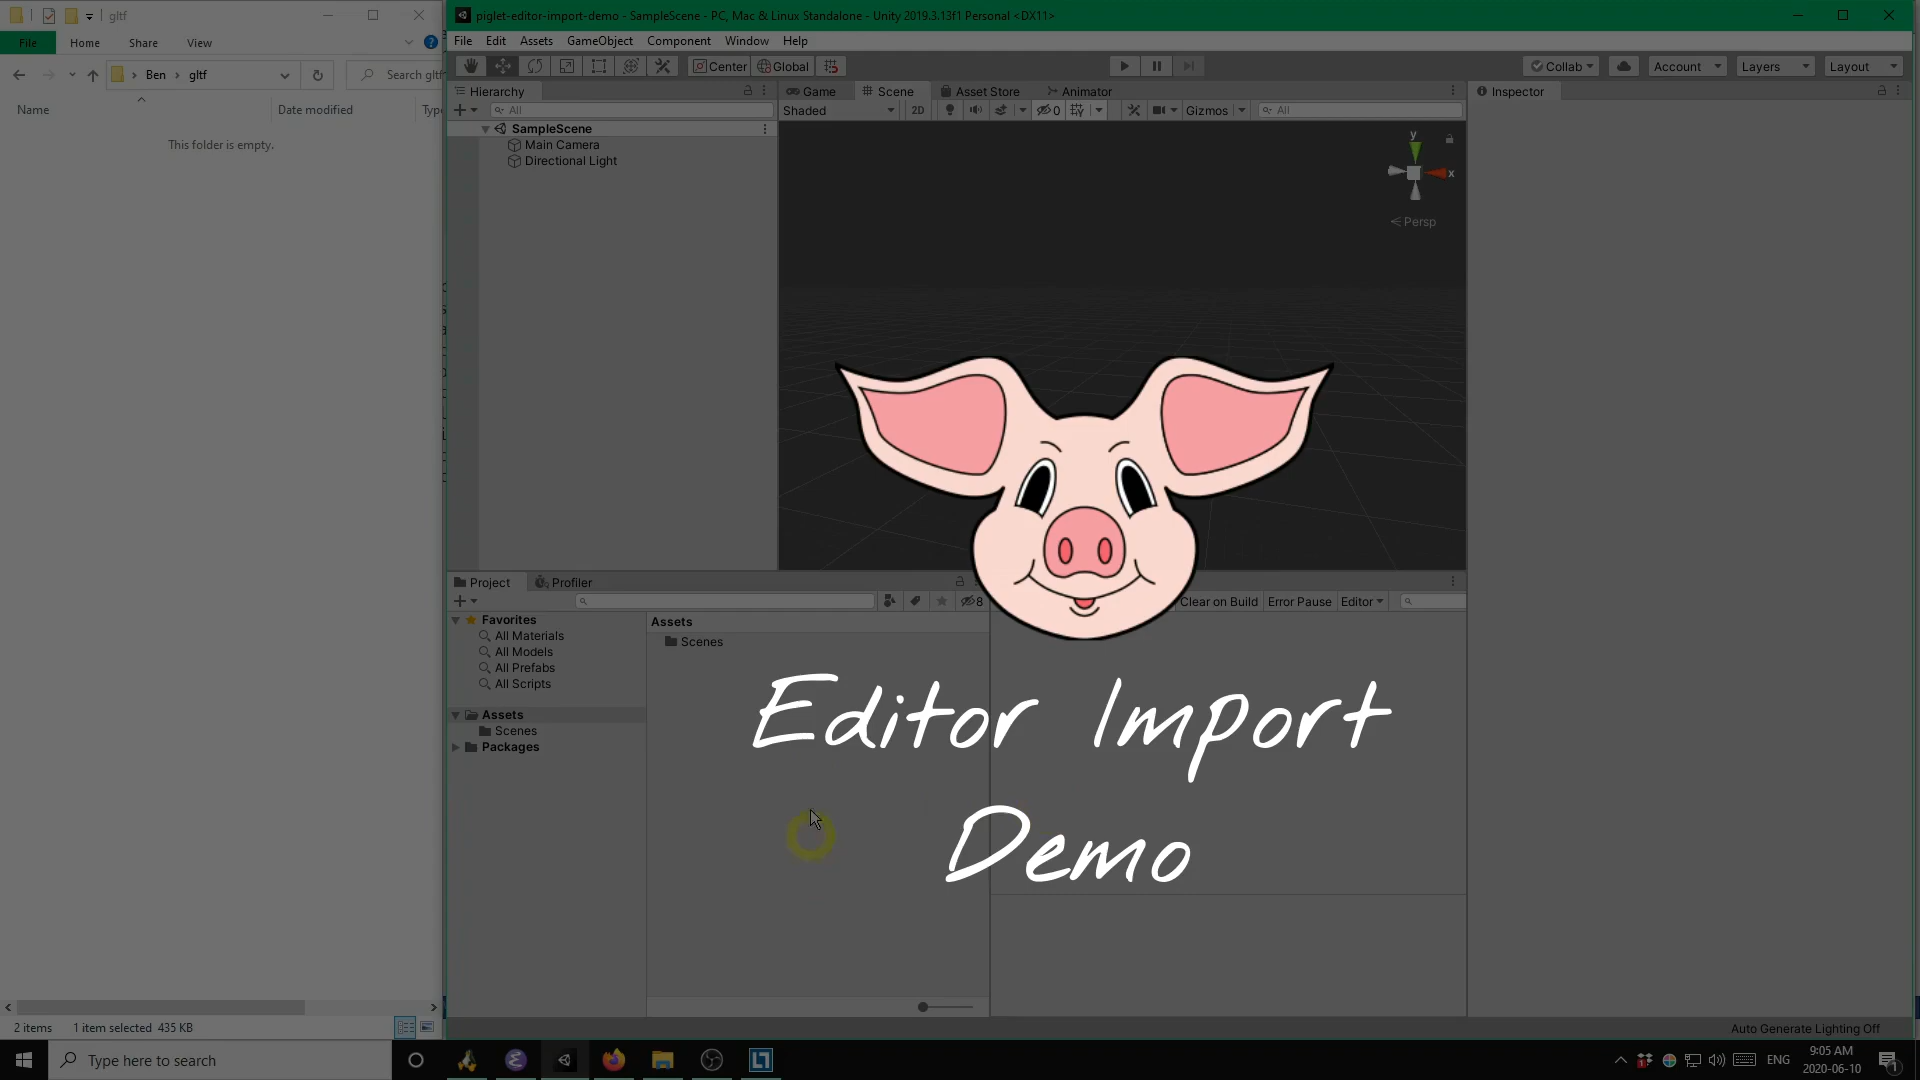 gltf
File
Home
Share
View
Ben
gltf
Name
Date modified
This folder is empty.
2 items
1 item selected 435 KB
piglet-editor-import-demo - SampleScene - PC, Mac & Linux Standalone - Unity 2019.3.13f1 Personal <DX11>
File
Edit
Assets
GameObject
Component
Window
Help
Center
Global
Collab
Account
Layers
Layout
Hierarchy
All
SampleScene
Main Camera
Directional Light
Game
Scene
Asset Store
Animator
Shaded
2D
0
Gizmos
All
y
x
Persp
Inspector
Project
Profiler
8
Clear on Build
Error Pause
Editor
Favorites
All Materials
All Models
All Prefabs
All Scripts
Assets
Scenes
Packages
Assets
Scenes
Editor Import
Demo
Auto Generate Lighting Off
Type here to search
ENG
9:05 AM
2020-06-10
1